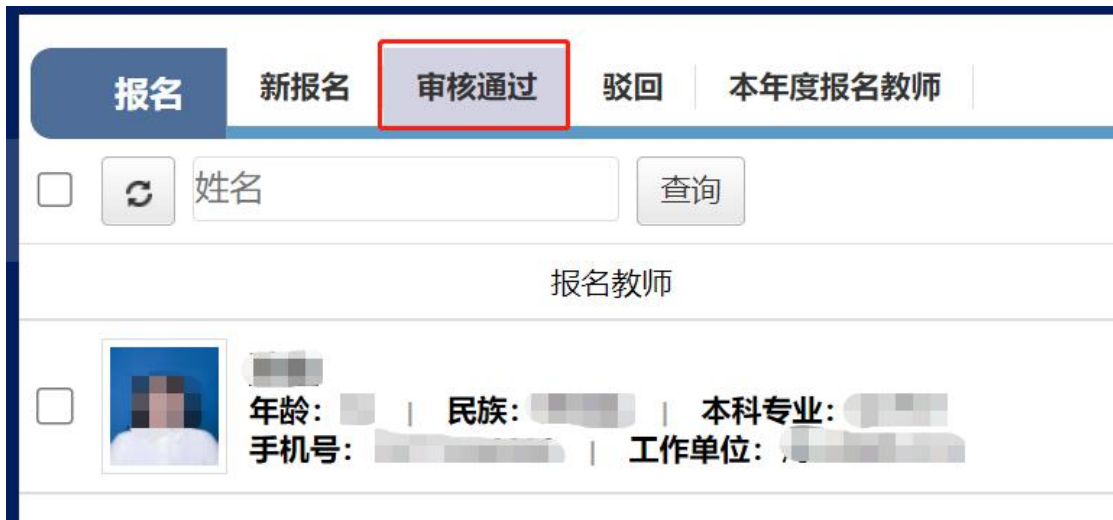 报名 新报名 审核通过 驳回 本年度报名教师
姓名 查询
报名教师
年龄： | 民族： | 本科专业：
手机号： | 工作单位：